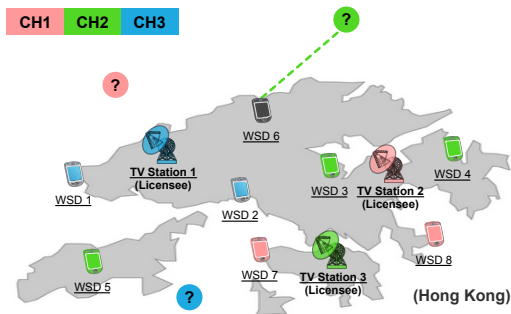 CH1 CH2 CH3
?
?
WSD 6
TV Station 1
(Licensee)
WSD 1
WSD 2
WSD 3
TV Station 2
(Licensee)
WSD 4
WSD 5
?
WSD 7
TV Station 3
(Licensee)
WSD 8
(Hong Kong)